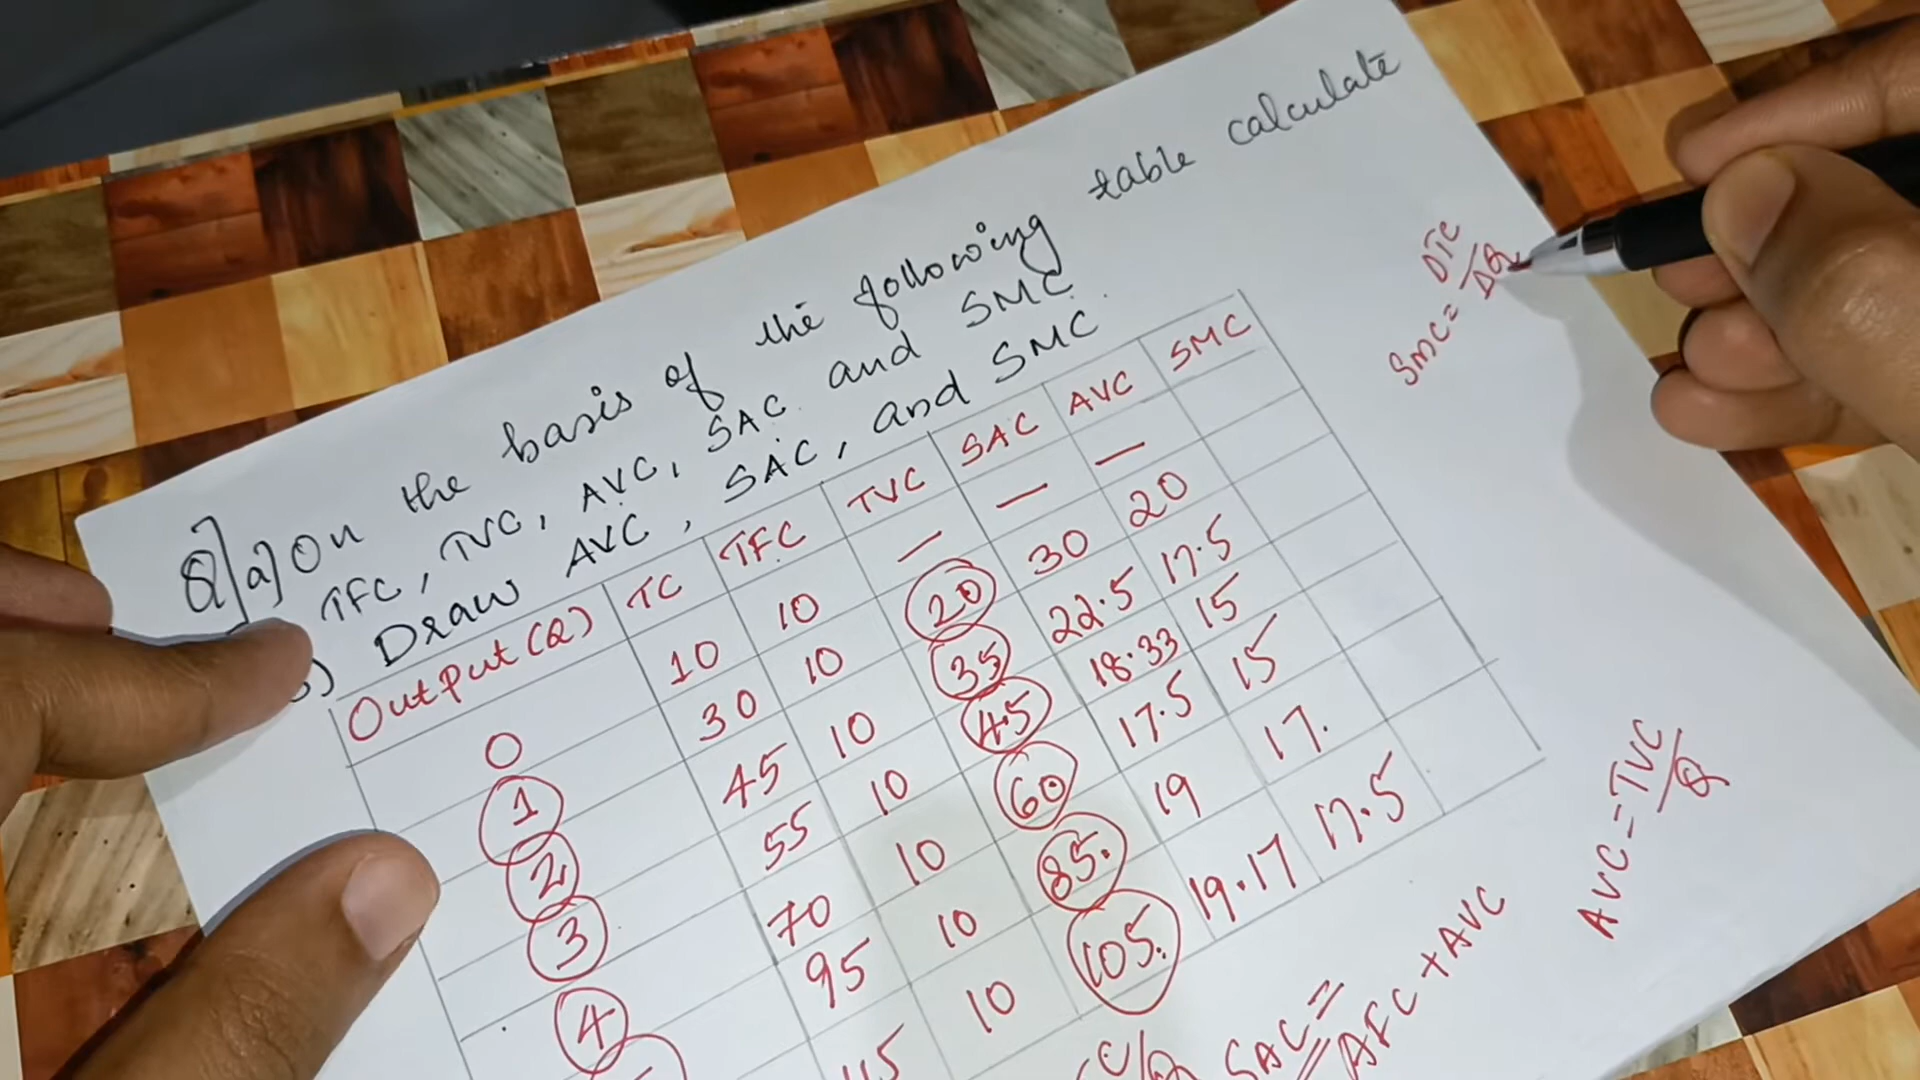 Q] a] On the basis of the following table calculate
TFC, TVC, AVC, SAC and SMC
) Draw AVC, SAC, and SMC.
Output (Q) TC TFC TVC SAC AVC SMC
0 10 10 — — —
1 30 10 20 30 20
2 45 10 35 22.5 17.5
3 55 10 45 18.33 15
4 70 10 60 17.5 15
95 10 85. 19 17.
10 105. 19.17 17.5
SMC = DTC/ΔQ
AVC = TVC/Q
SAC =
AFC + AVC